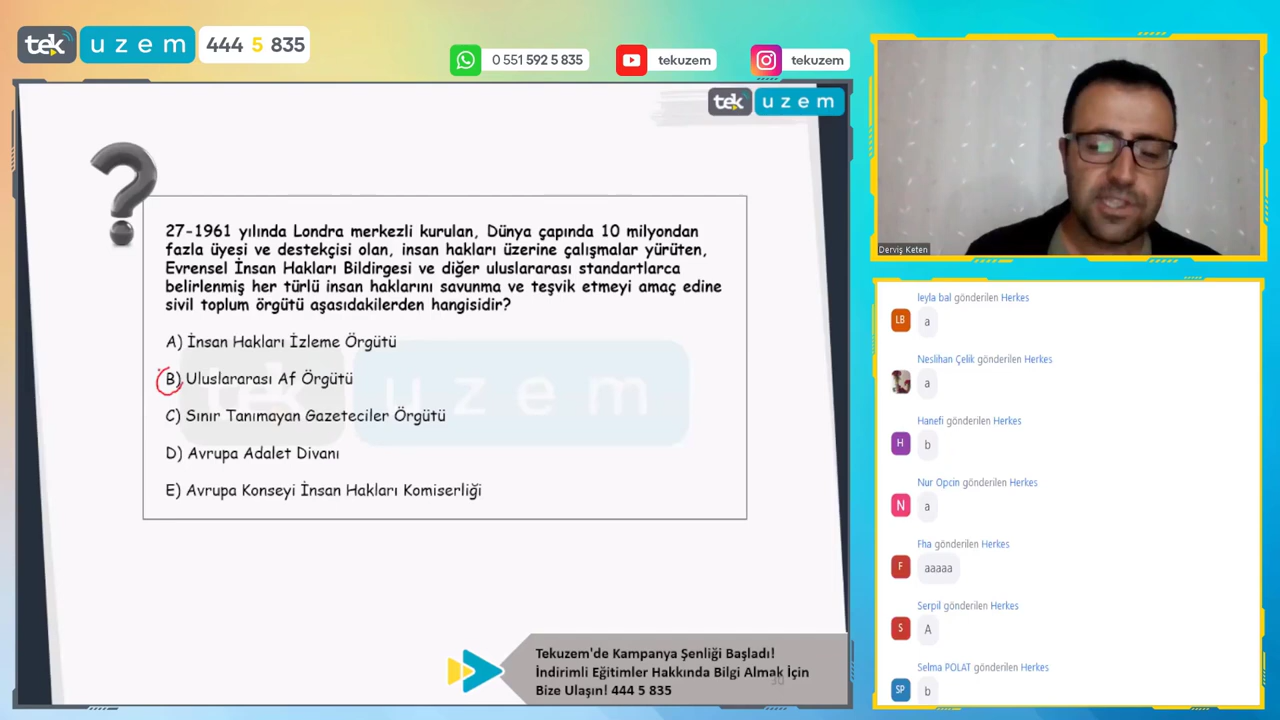 tek uzem 444 5 835
0 551 592 5 835
tekuzem
tekuzem
tek uzem
27-1961 yılında Londra merkezli kurulan, Dünya çapında 10 milyondan
fazla üyesi ve destekçisi olan, insan hakları üzerine çalışmalar yürüten,
Evrensel İnsan Hakları Bildirgesi ve diğer uluslararası standartlarca
belirlenmiş her türlü insan haklarını savunma ve teşvik etmeyi amaç edine
sivil toplum örgütü aşasıdakilerden hangisidir?
A) İnsan Hakları İzleme Örgütü
B) Uluslararası Af Örgütü
C) Sınır Tanımayan Gazeteciler Örgütü
D) Avrupa Adalet Divanı
E) Avrupa Konseyi İnsan Hakları Komiserliği
tek uzem
Tekuzem'de Kampanya Şenliği Başladı!
İndirimli Eğitimler Hakkında Bilgi Almak İçin
Bize Ulaşın! 444 5 835
30
Derviş Keten
leyla bal gönderilen Herkes
LB a
Neslihan Çelik gönderilen Herkes
a
Hanefi gönderilen Herkes
H b
Nur Opcin gönderilen Herkes
N a
Fha gönderilen Herkes
F aaaaa
Serpil gönderilen Herkes
S A
Selma POLAT gönderilen Herkes
SP b